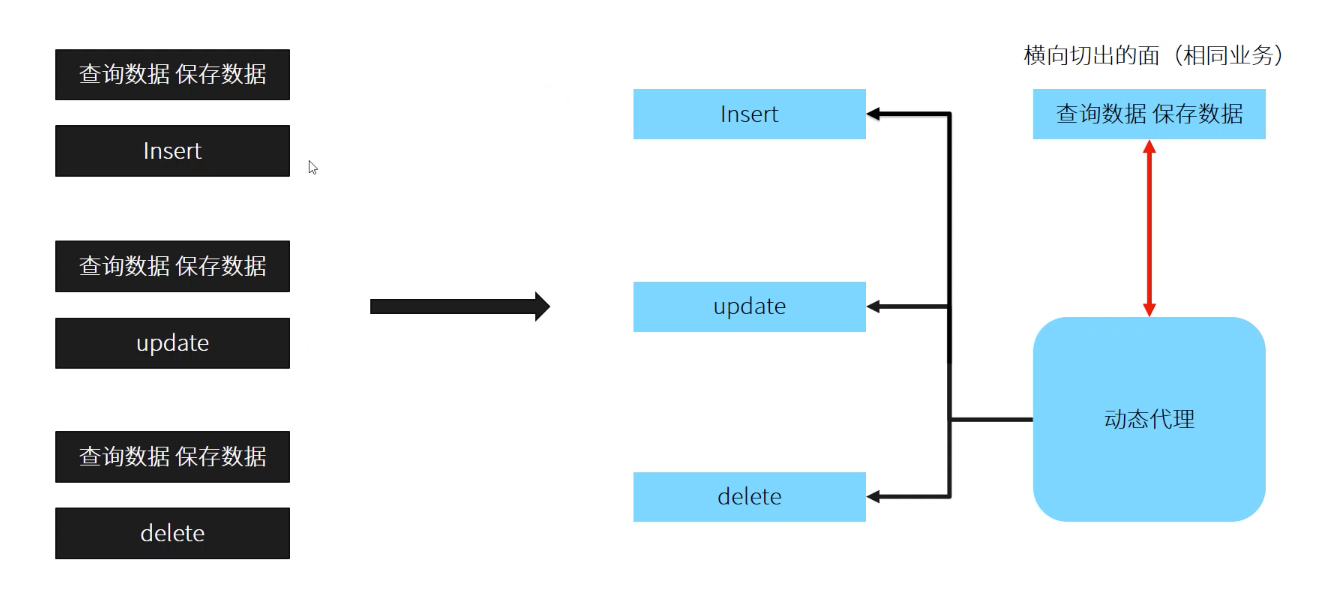 查询数据 保存数据
Insert
查询数据 保存数据
update
查询数据 保存数据
delete
Insert
update
delete
横向切出的面（相同业务）
查询数据 保存数据
动态代理